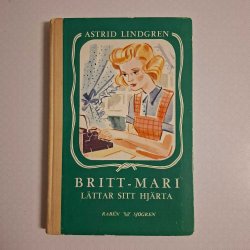 ASTRID LINDGREN
BRITT-MARI
LÄTTAR SITT HJÄRTA
RABÉN SJÖGREN